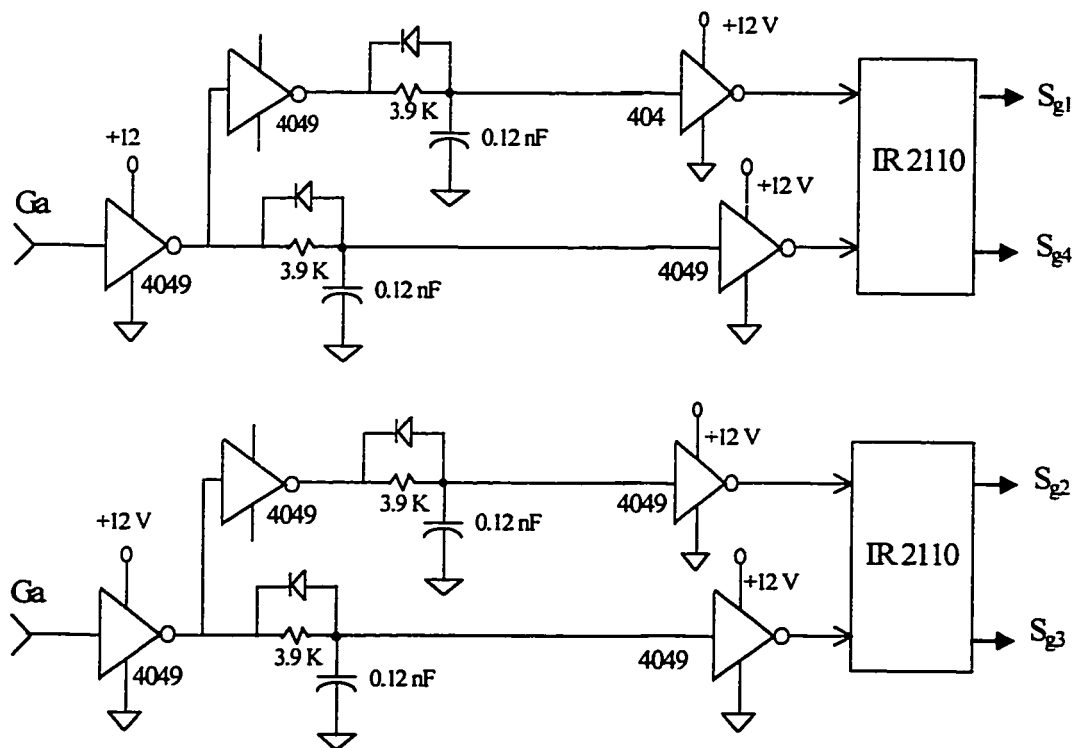 +12 V
4049
3.9 K
0.12 nF
404
+12 V
IR 2110
Sg1
+12
Ga
4049
3.9 K
0.12 nF
+12 V
4049
Sg4
+12 V
4049
3.9 K
0.12 nF
4049
+12 V
IR 2110
Sg2
+12 V
Ga
4049
3.9 K
0.12 nF
4049
Sg3